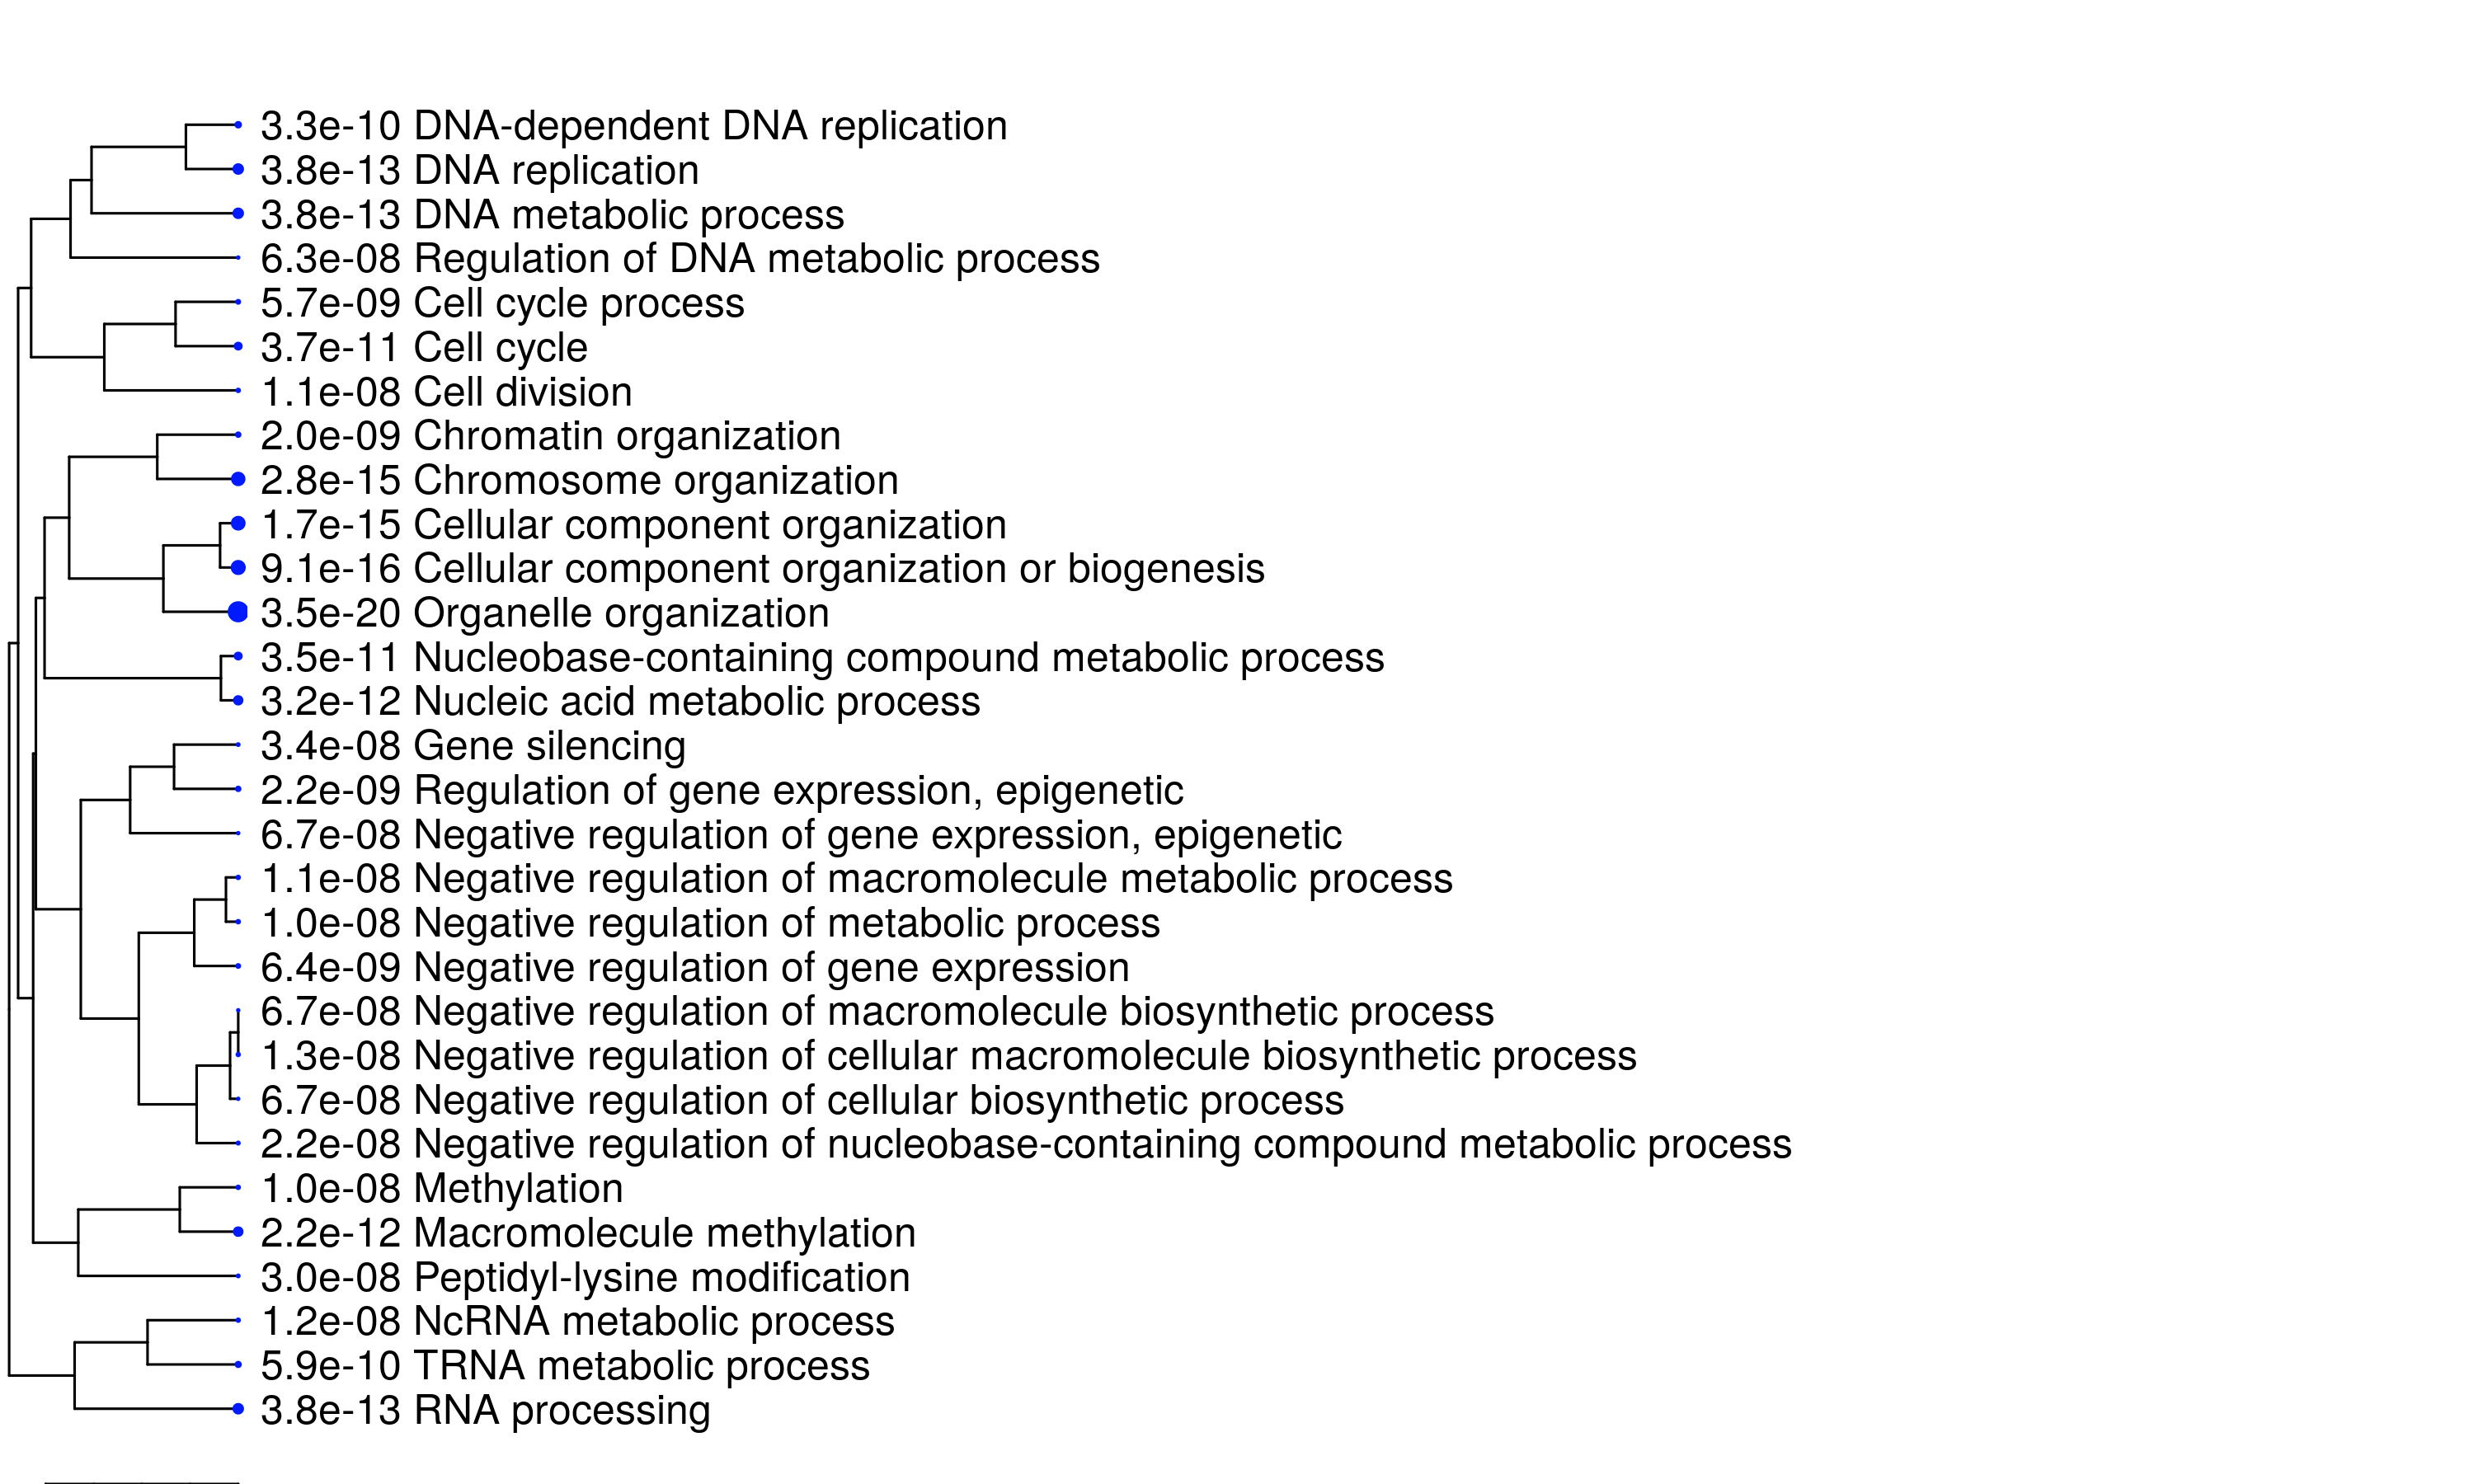 3.3e-10 DNA-dependent DNA replication
3.8e-13 DNA replication
3.8e-13 DNA metabolic process
6.3e-08 Regulation of DNA metabolic process
5.7e-09 Cell cycle process
3.7e-11 Cell cycle
1.1e-08 Cell division
2.0e-09 Chromatin organization
2.8e-15 Chromosome organization
1.7e-15 Cellular component organization
9.1e-16 Cellular component organization or biogenesis
3.5e-20 Organelle organization
3.5e-11 Nucleobase-containing compound metabolic process
3.2e-12 Nucleic acid metabolic process
3.4e-08 Gene silencing
2.2e-09 Regulation of gene expression, epigenetic
6.7e-08 Negative regulation of gene expression, epigenetic
1.1e-08 Negative regulation of macromolecule metabolic process
1.0e-08 Negative regulation of metabolic process
6.4e-09 Negative regulation of gene expression
6.7e-08 Negative regulation of macromolecule biosynthetic process
1.3e-08 Negative regulation of cellular macromolecule biosynthetic process
6.7e-08 Negative regulation of cellular biosynthetic process
2.2e-08 Negative regulation of nucleobase-containing compound metabolic process
1.0e-08 Methylation
2.2e-12 Macromolecule methylation
3.0e-08 Peptidyl-lysine modification
1.2e-08 NcRNA metabolic process
5.9e-10 TRNA metabolic process
3.8e-13 RNA processing